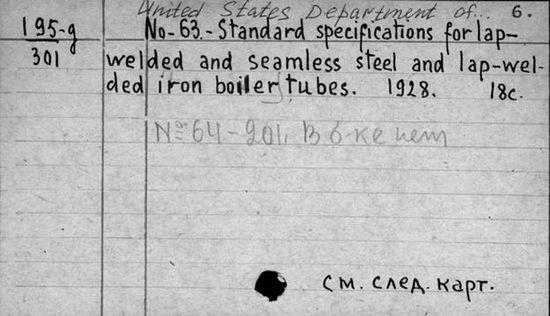 United States Department of... 6.
195-g
301
No-63.-Standard specifications for lap-
welded and seamless steel and lap-wel-
ded iron boiler tubes. 1928. 18c.
№ 64-201. В б-ке нет
См. след. карт.